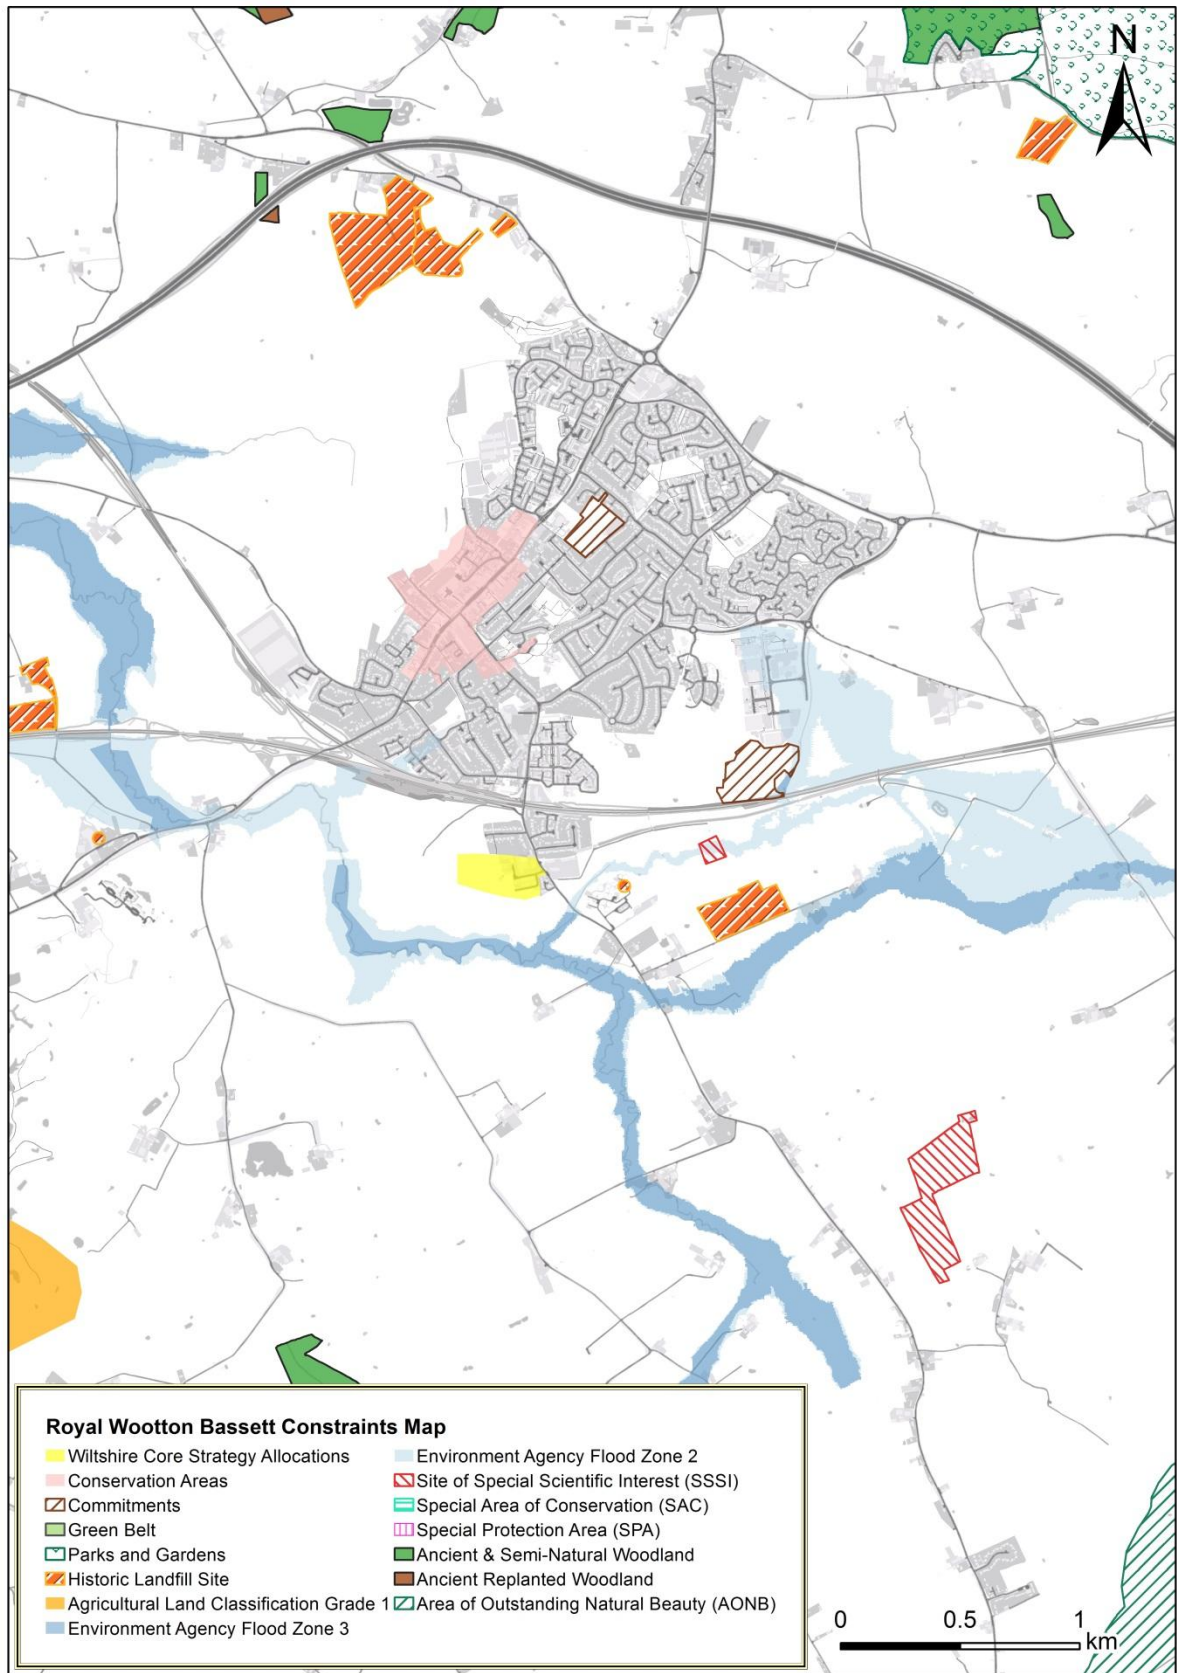 N
Royal Wootton Bassett Constraints Map
Wiltshire Core Strategy Allocations
Conservation Areas
Commitments
Green Belt
Parks and Gardens
Historic Landfill Site
Agricultural Land Classification Grade 1
Environment Agency Flood Zone 3
Environment Agency Flood Zone 2
Site of Special Scientific Interest (SSSI)
Special Area of Conservation (SAC)
Special Protection Area (SPA)
Ancient & Semi-Natural Woodland
Ancient Replanted Woodland
Area of Outstanding Natural Beauty (AONB)
0 0.5 1
km